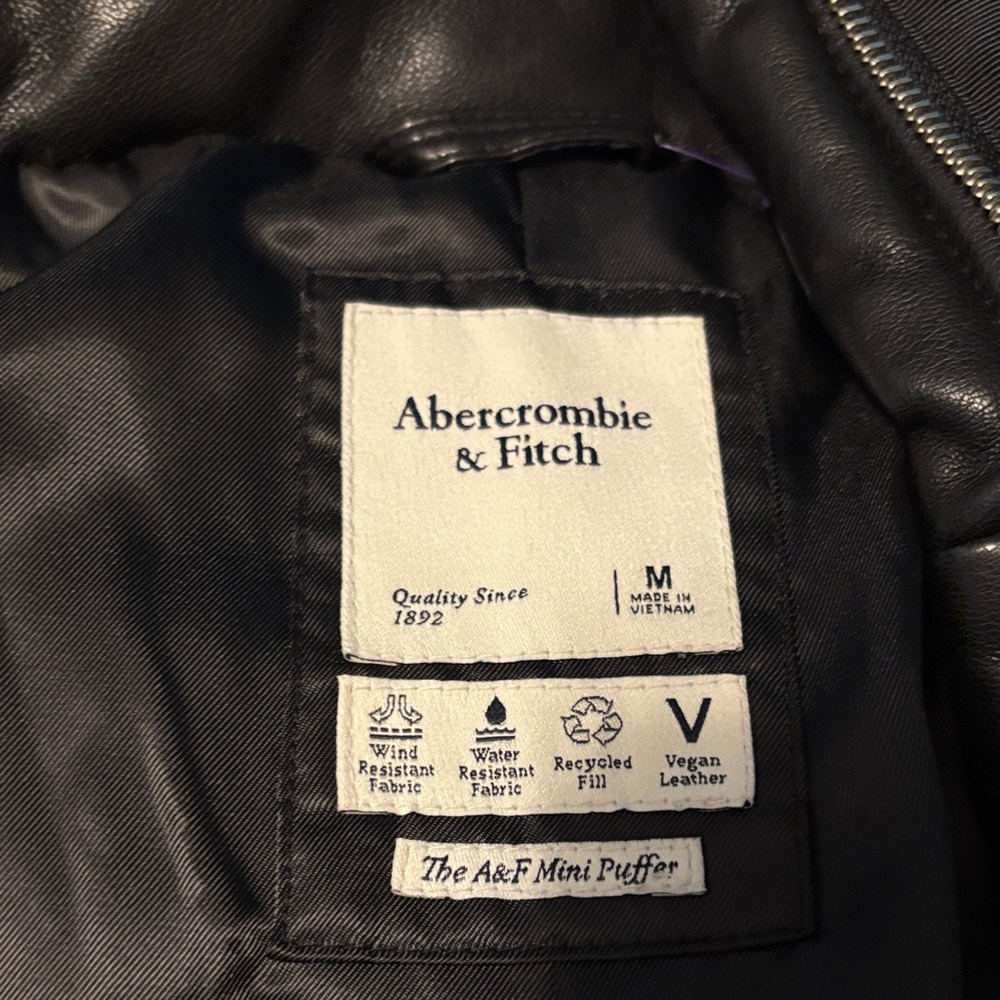 Abercrombie
& Fitch
Quality Since
1892
M
MADE IN
VIETNAM
Wind
Resistant
Fabric
Water
Resistant
Fabric
Recycled
Fill
V
Vegan
Leather
The A&F Mini Puffer